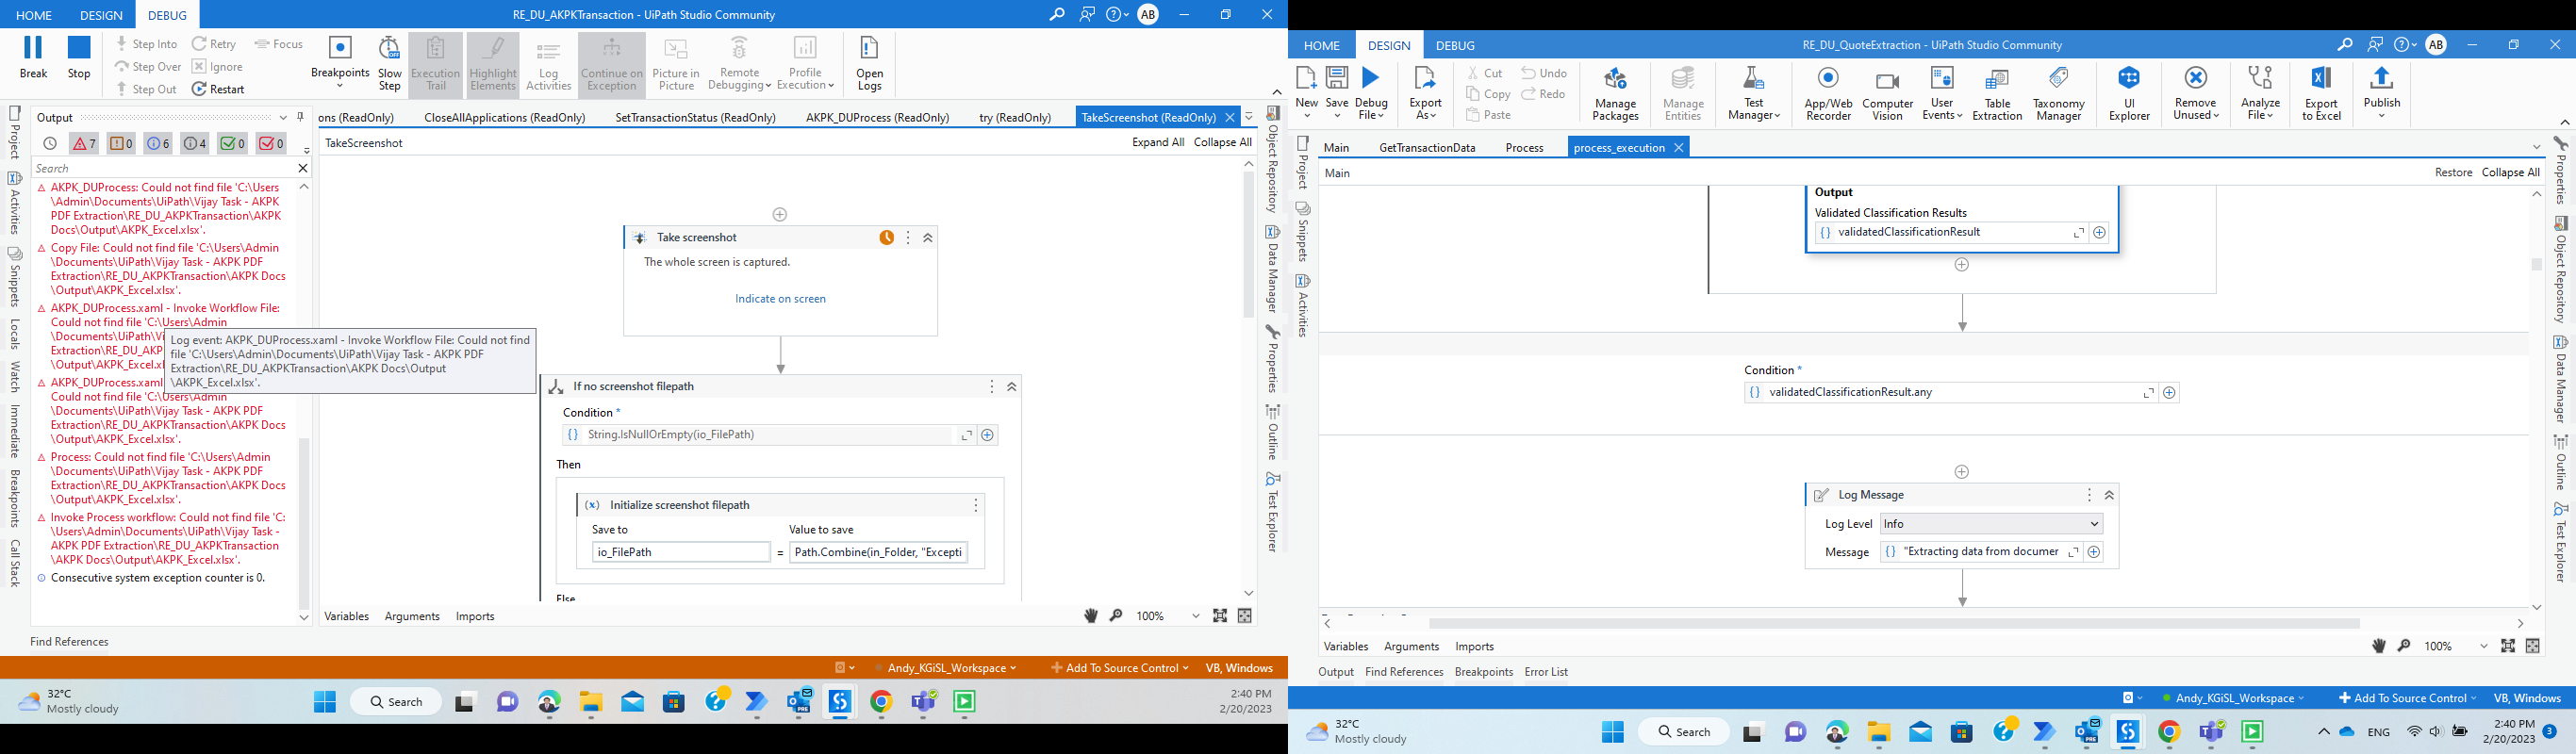 HOME DESIGN DEBUG RE_DU_AKPKTransaction - UiPath Studio Community AB
Break
Stop
Step Into
Step Over
Step Out
Retry
Ignore
Restart
Focus
Breakpoints
Slow
Step
Execution
Trail
Highlight
Elements
Log
Activities
Continue on
Exception
Picture in
Picture
Remote
Debugging
Profile
Execution
Open
Logs
Project
Activities
Snippets
Locals
Watch
Immediate
Breakpoints
Call Stack
Output
7 0 6 4 0 0
Search
AKPK_DUProcess: Could not find file 'C:\Users
\Admin\Documents\UiPath\Vijay Task - AKPK
PDF Extraction\RE_DU_AKPKTransaction\AKPK
Docs\Output\AKPK_Excel.xlsx'.
Copy File: Could not find file 'C:\Users\Admin
\Documents\UiPath\Vijay Task - AKPK PDF
Extraction\RE_DU_AKPKTransaction\AKPK Docs
\Output\AKPK_Excel.xlsx'.
AKPK_DUProcess.xaml - Invoke Workflow File:
Could not find file 'C:\Users\Admin
\Documents\UiPath\V
Extraction\RE_DU_AK
\Output\AKPK_Excel.x
Log event: AKPK_DUProcess.xaml - Invoke Workflow File: Could not find
file 'C:\Users\Admin\Documents\UiPath\Vijay Task - AKPK PDF
Extraction\RE_DU_AKPKTransaction\AKPK Docs\Output
\AKPK_Excel.xlsx'.
AKPK_DUProcess.xaml
Could not find file 'C:\Users\Admin
\Documents\UiPath\Vijay Task - AKPK PDF
Extraction\RE_DU_AKPKTransaction\AKPK Docs
\Output\AKPK_Excel.xlsx'.
Process: Could not find file 'C:\Users\Admin
\Documents\UiPath\Vijay Task - AKPK PDF
Extraction\RE_DU_AKPKTransaction\AKPK Docs
\Output\AKPK_Excel.xlsx'.
Invoke Process workflow: Could not find file 'C:
\Users\Admin\Documents\UiPath\Vijay Task -
AKPK PDF Extraction\RE_DU_AKPKTransaction
\AKPK Docs\Output\AKPK_Excel.xlsx'.
Consecutive system exception counter is 0.
Find References
ons (ReadOnly) CloseAllApplications (ReadOnly) SetTransactionStatus (ReadOnly) AKPK_DUProcess (ReadOnly) try (ReadOnly) TakeScreenshot (ReadOnly)
TakeScreenshot Expand All Collapse All
Take screenshot
The whole screen is captured.
Indicate on screen
If no screenshot filepath
Condition *
String.IsNullOrEmpty(io_FilePath)
Then
(x) Initialize screenshot filepath
Save to Value to save
io_FilePath = Path.Combine(in_Folder, "Excepti
Else
Variables Arguments Imports 100%
Object Repository
Data Manager
Properties
Outline
Test Explorer
Andy_KGiSL_Workspace Add To Source Control VB, Windows
32°C
Mostly cloudy
Search
PRE
2:40 PM
2/20/2023
HOME DESIGN DEBUG RE_DU_QuoteExtraction - UiPath Studio Community AB
New
Save
Debug
File
Export
As
Cut
Copy
Paste
Undo
Redo
Manage
Packages
Manage
Entities
Test
Manager
App/Web
Recorder
Computer
Vision
User
Events
Table
Extraction
Taxonomy
Manager
UI
Explorer
Remove
Unused
Analyze
File
Export
to Excel
Publish
Project
Snippets
Activities
Main GetTransactionData Process process_execution
Main Restore Collapse All
Output
Validated Classification Results
validatedClassificationResult
Condition *
validatedClassificationResult.any
Log Message
Log Level Info
Message "Extracting data from documer
Variables Arguments Imports 100%
Output Find References Breakpoints Error List
Properties
Object Repository
Data Manager
Outline
Test Explorer
Andy_KGiSL_Workspace Add To Source Control VB, Windows
32°C
Mostly cloudy
Search
PRE
ENG
2:40 PM
2/20/2023
3